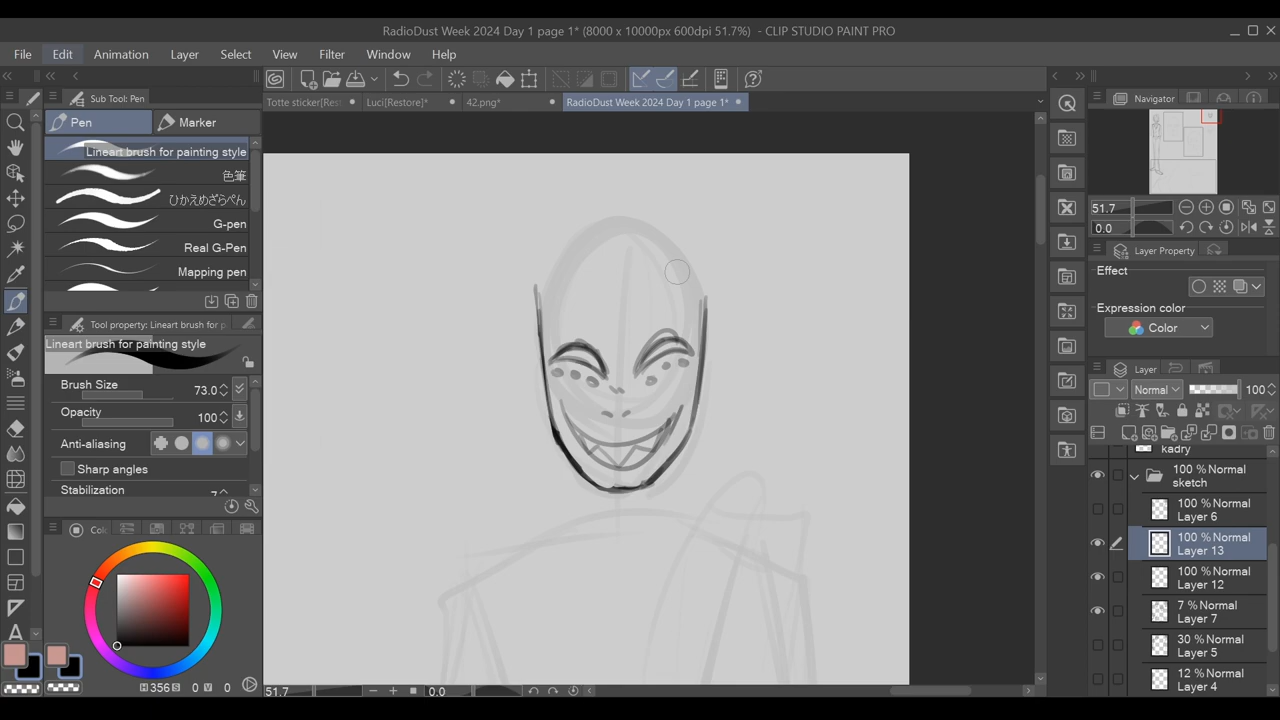 RadioDust Week 2024 Day 1 page 1* (8000 x 10000px 600dpi 51.7%) - CLIP STUDIO PAINT PRO
File Edit Animation Layer Select View Filter Window Help
Sub Tool: Pen
Totte sticker[Res
Luci[Restore]*
42.png*
RadioDust Week 2024 Day 1 page 1*
Navigator
Pen
Marker
Lineart brush for painting style
色筆
ひかえめざらぺん
G-pen
Real G-Pen
Mapping pen
Tool property: Lineart brush for p
Lineart brush for painting style
Brush Size 73.0
Opacity 100
Anti-aliasing
Sharp angles
Stabilization 7
Col
H 356 S 0 V 0
51.7
0.0
51.7
0.0
Layer Property
Effect
Expression color
Color
Layer
Normal 100
kadry
100 % Normal
sketch
100 % Normal
Layer 6
100 % Normal
Layer 13
100 % Normal
Layer 12
7 % Normal
Layer 7
30 % Normal
Layer 5
12 % Normal
Layer 4